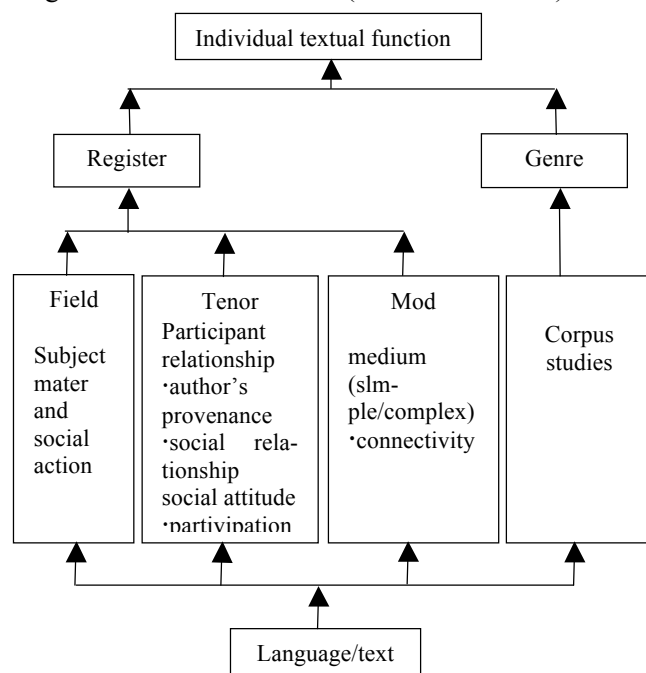 Individual textual function
Register
Genre
Field
Subject
mater
and
social
action
Tenor
Participant
relationship
·author's
provenance
·social rela-
tionship
social attitude
·partivipation
Mod
medium
(slm-
ple/complex)
·connectivity
Corpus
studies
Language/text